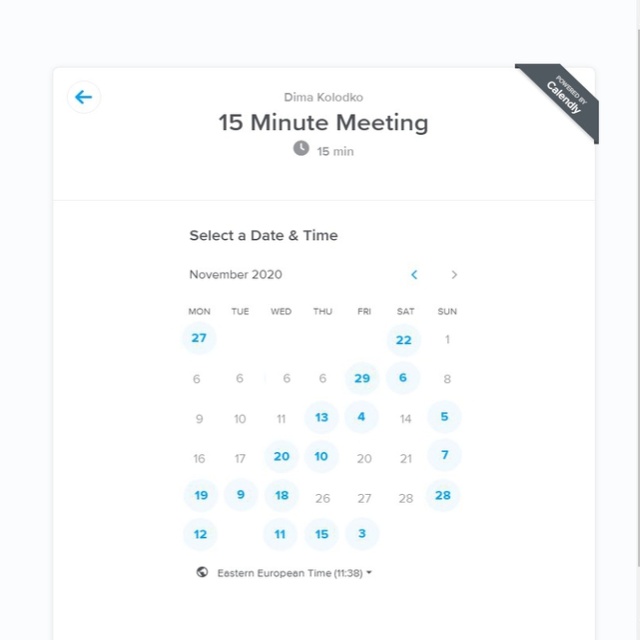 POWERED BY
Calendly
Dima Kolodko
15 Minute Meeting
15 min
Select a Date & Time
November 2020
MON TUE WED THU FRI SAT SUN
27 22 1
6 6 6 6 29 6 8
9 10 11 13 4 14 5
16 17 20 10 20 21 7
19 9 18 26 27 28 28
12 11 15 3
Eastern European Time (11:38)